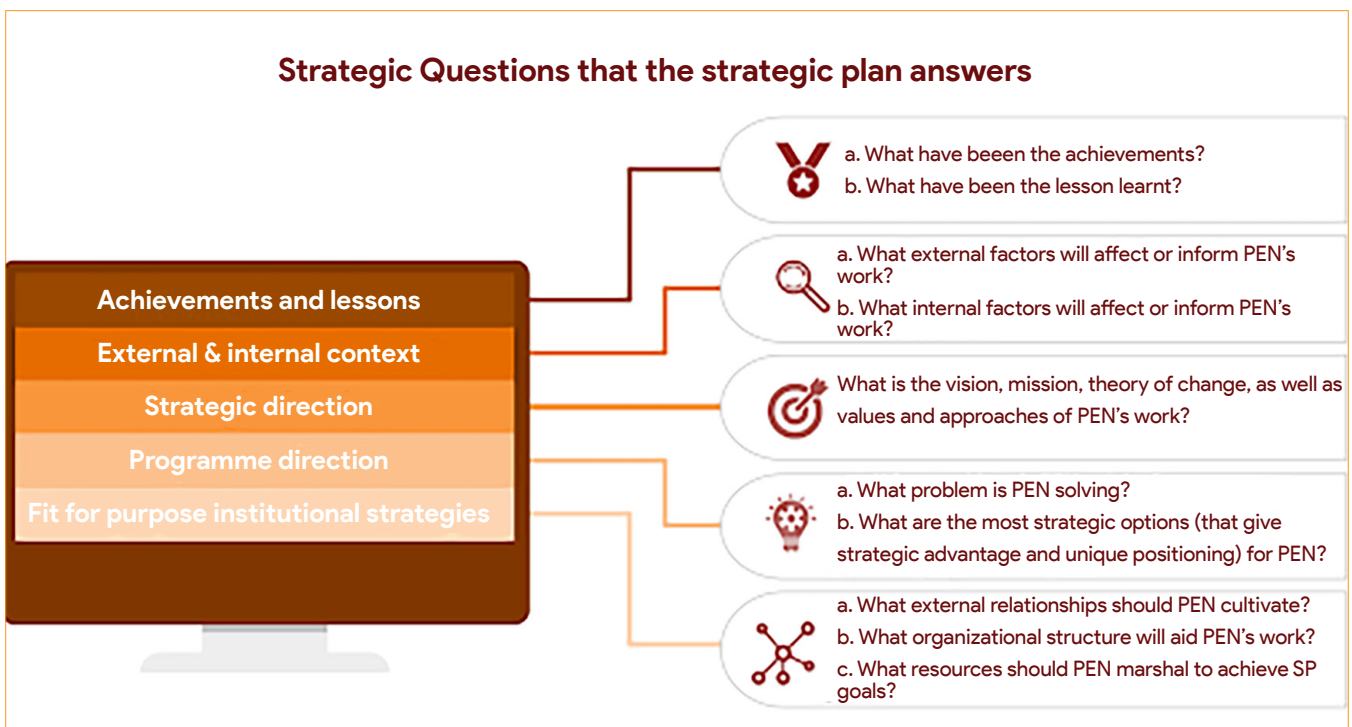 Strategic Questions that the strategic plan answers
Achievements and lessons
External & internal context
Strategic direction
Programme direction
Fit for purpose institutional strategies
a. What have beeen the achievements?
b. What have been the lesson learnt?
a. What external factors will affect or inform PEN's
work?
b. What internal factors will affect or inform PEN's
work?
What is the vision, mission, theory of change, as well as
values and approaches of PEN's work?
a. What problem is PEN solving?
b. What are the most strategic options (that give
strategic advantage and unique positioning) for PEN?
a. What external relationships should PEN cultivate?
b. What organizational structure will aid PEN's work?
c. What resources should PEN marshal to achieve SP
goals?